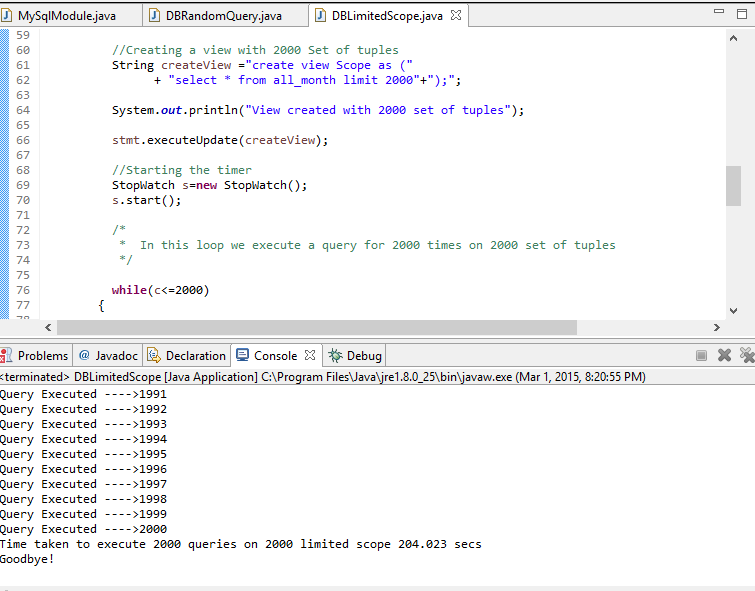 MySqlModule.java DBRandomQuery.java DBLimitedScope.java
59
60 //Creating a view with 2000 Set of tuples
61 String createView ="create view Scope as ("
62 + "select * from all_month limit 2000"+");";
63
64 System.out.println("View created with 2000 set of tuples");
65
66 stmt.executeUpdate(createView);
67
68 //Starting the timer
69 StopWatch s=new StopWatch();
70 s.start();
71
72 /*
73 * In this loop we execute a query for 2000 times on 2000 set of tuples
74 */
75
76 while(c<=2000)
77 {
Problems @ Javadoc Declaration Console Debug
<terminated> DBLimitedScope [Java Application] C:\Program Files\Java\jre1.8.0_25\bin\javaw.exe (Mar 1, 2015, 8:20:55 PM)
Query Executed ---->1991
Query Executed ---->1992
Query Executed ---->1993
Query Executed ---->1994
Query Executed ---->1995
Query Executed ---->1996
Query Executed ---->1997
Query Executed ---->1998
Query Executed ---->1999
Query Executed ---->2000
Time taken to execute 2000 queries on 2000 limited scope 204.023 secs
Goodbye!